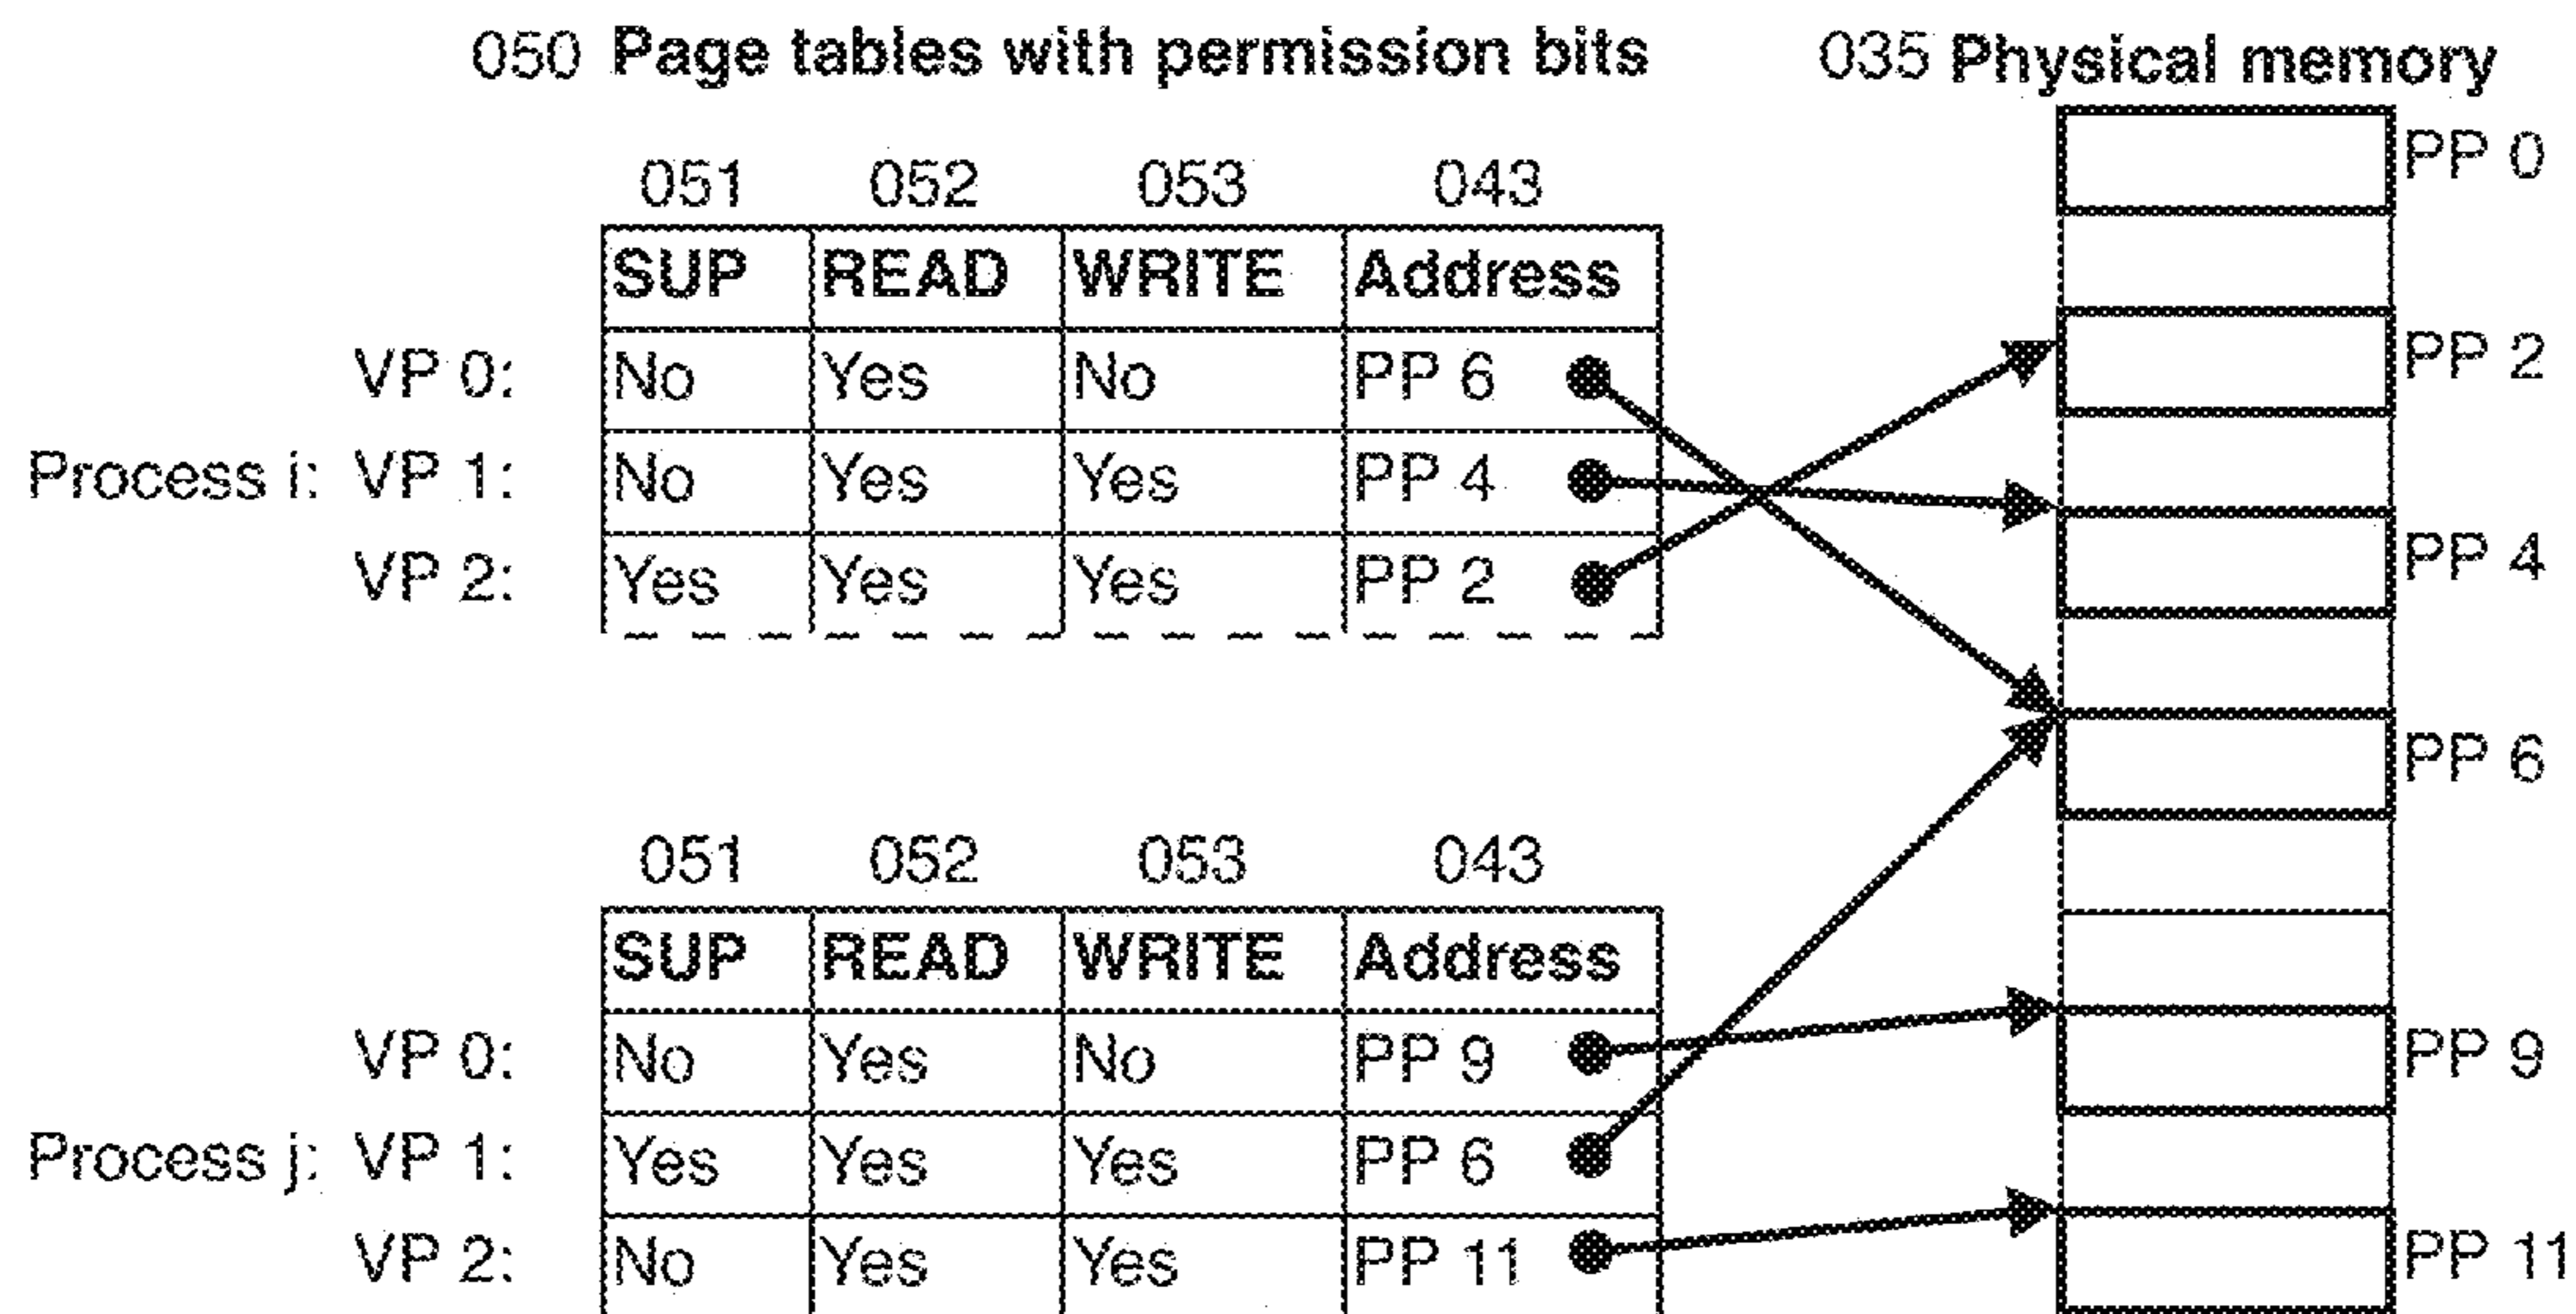 050 Page tables with permission bits 035 Physical memory
PP 0
051 052 053 043
SUP READ WRITE Address
VP 0: No Yes No PP 6 PP 2
Process i: VP 1: No Yes Yes PP 4
VP 2: Yes Yes Yes PP 2 PP 4
PP 6
051 052 053 043
SUP READ WRITE Address
VP 0: No Yes No PP 9 PP 9
Process j: VP 1: Yes Yes Yes PP 6
VP 2: No Yes Yes PP 11 PP 11